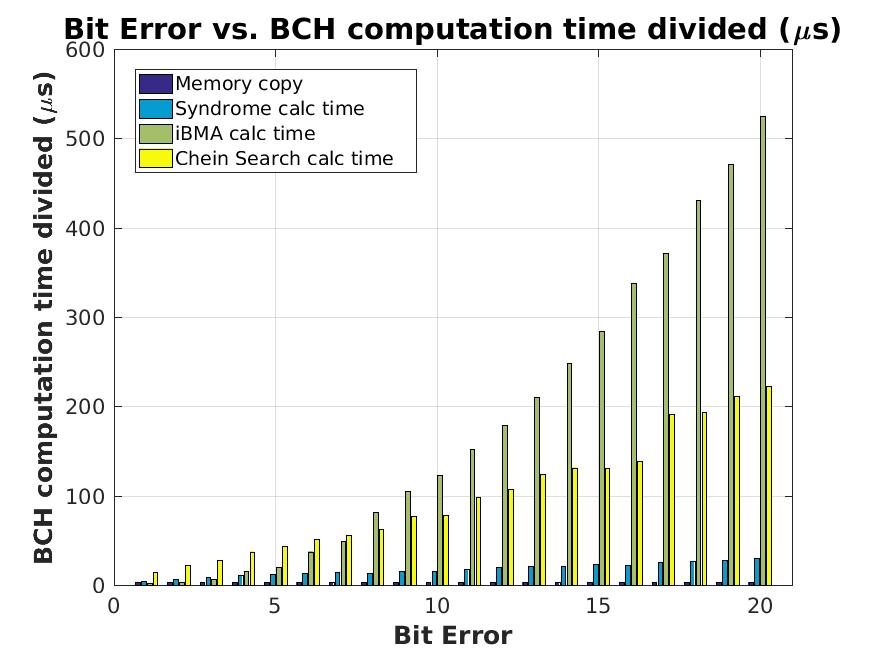 Bit Error vs. BCH computation time divided (μs)
600
500
400
300
200
100
0
BCH computation time divided (μs)
Memory copy
Syndrome calc time
iBMA calc time
Chein Search calc time
0 5 10 15 20
Bit Error